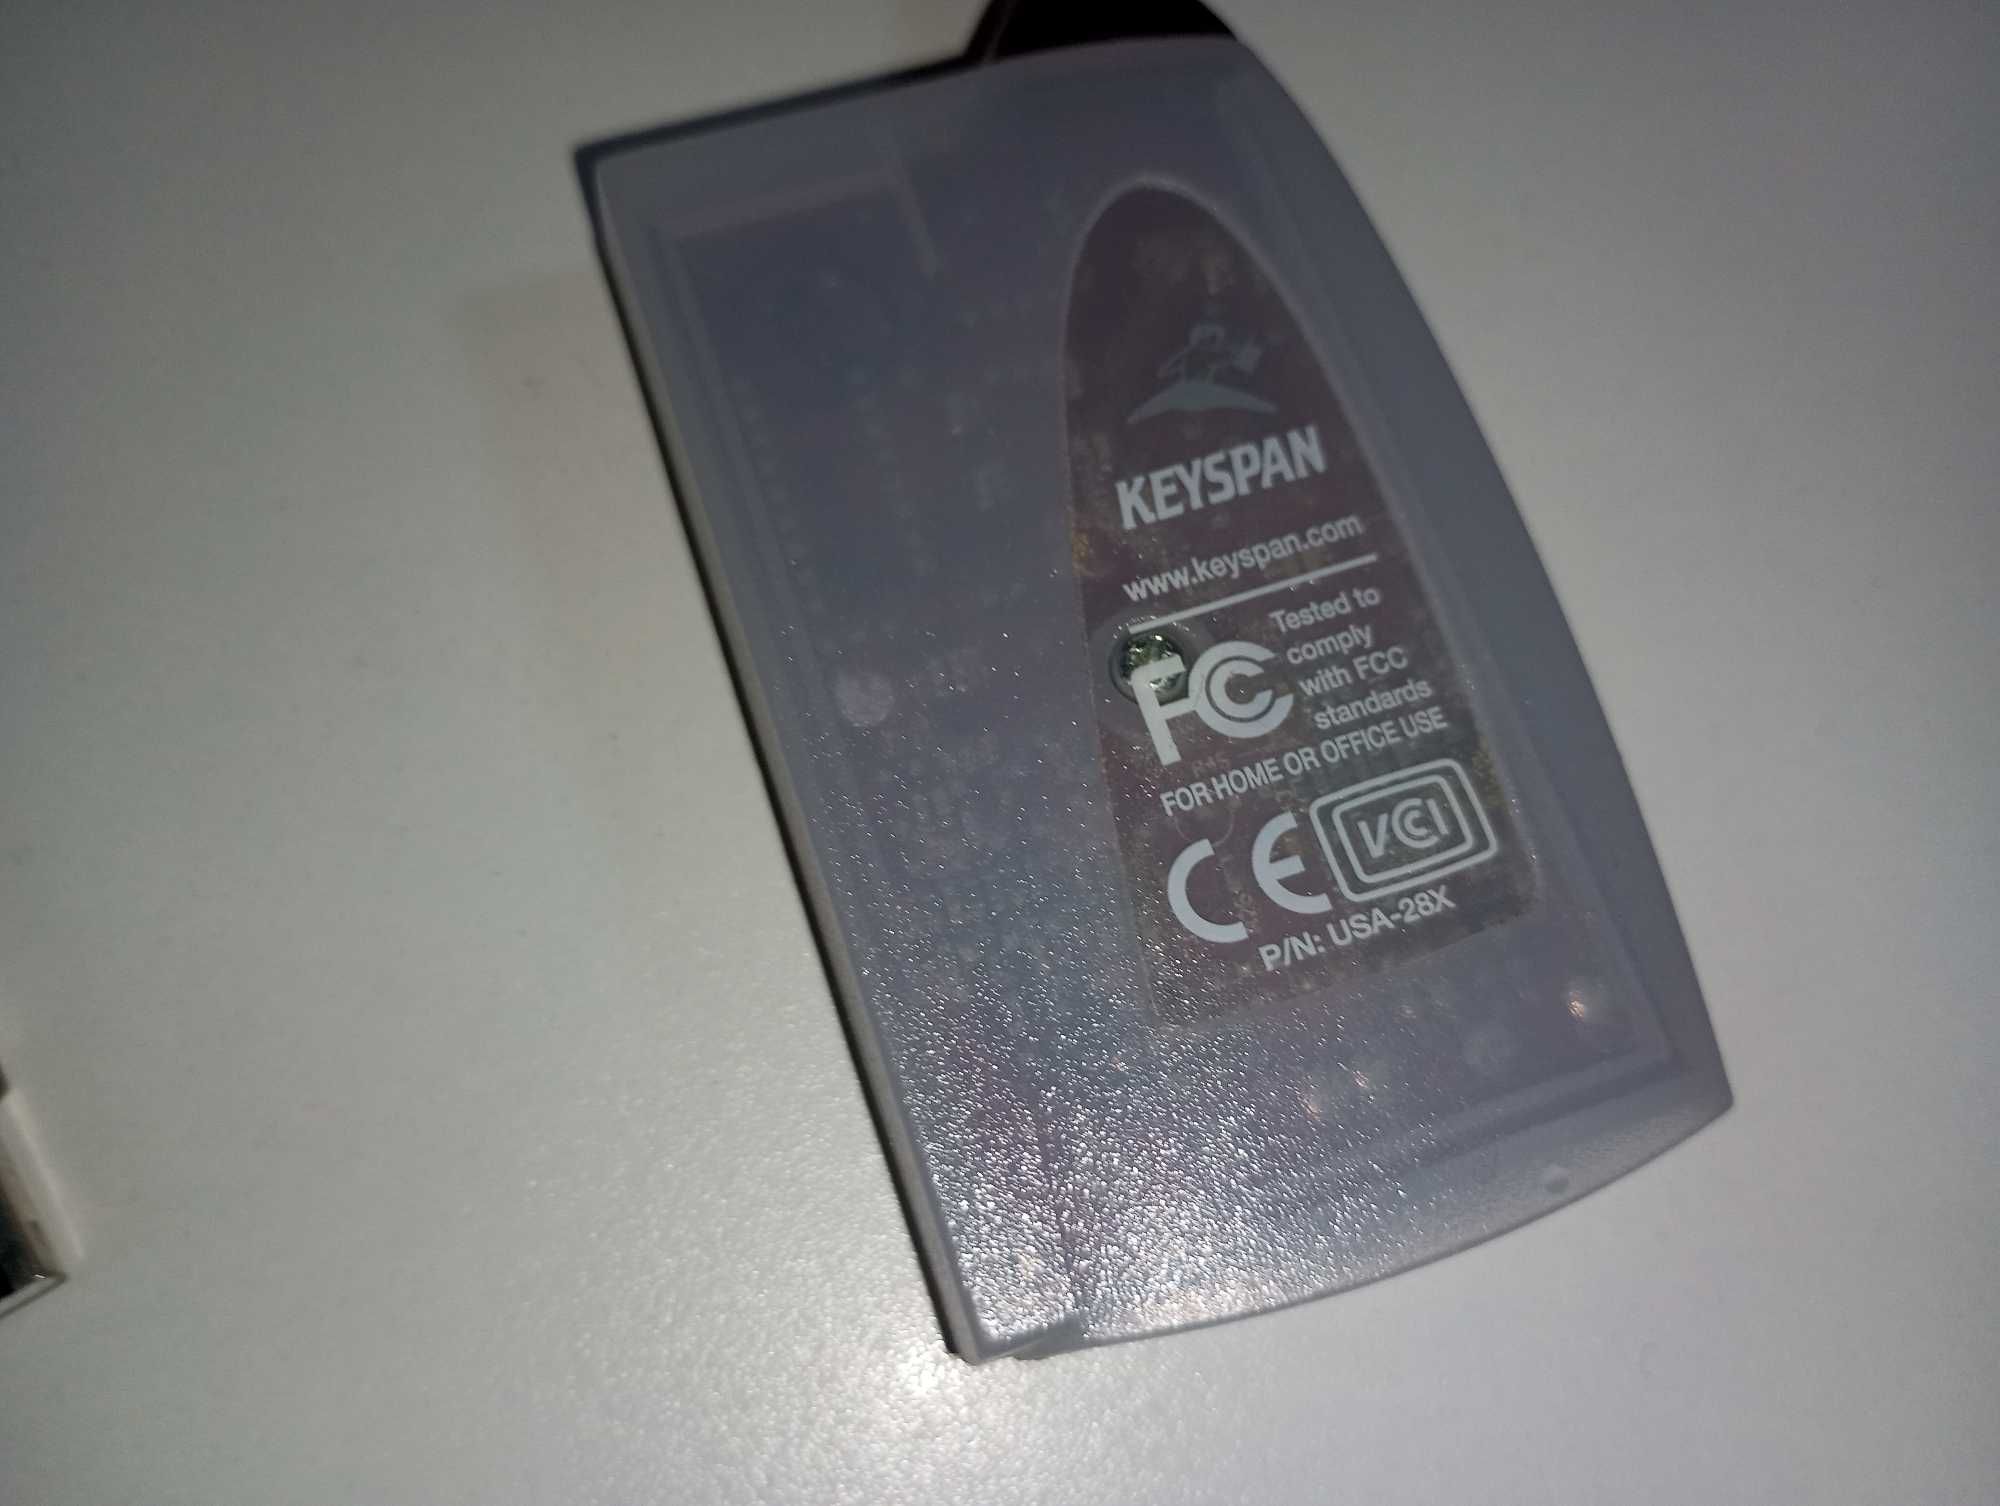 KEYSPAN
www.keyspan.com
FC Tested to
comply
with FCC
standards
FOR HOME OR OFFICE USE
CE VCCI
P/N: USA-28X